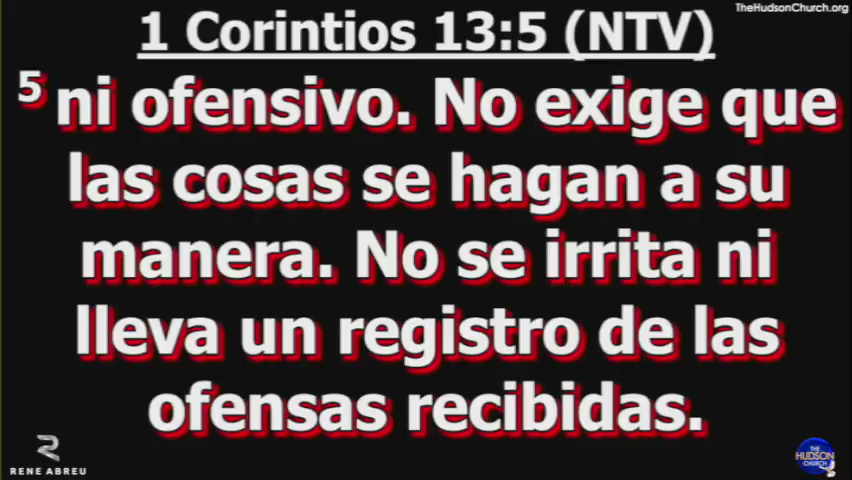 TheHudsonChurch.org
1 Corintios 13:5 (NTV)
5 ni ofensivo. No exige que
las cosas se hagan a su
manera. No se irrita ni
lleva un registro de las
ofensas recibidas.
RENE ABREU
THE
HUDSON
CHURCH